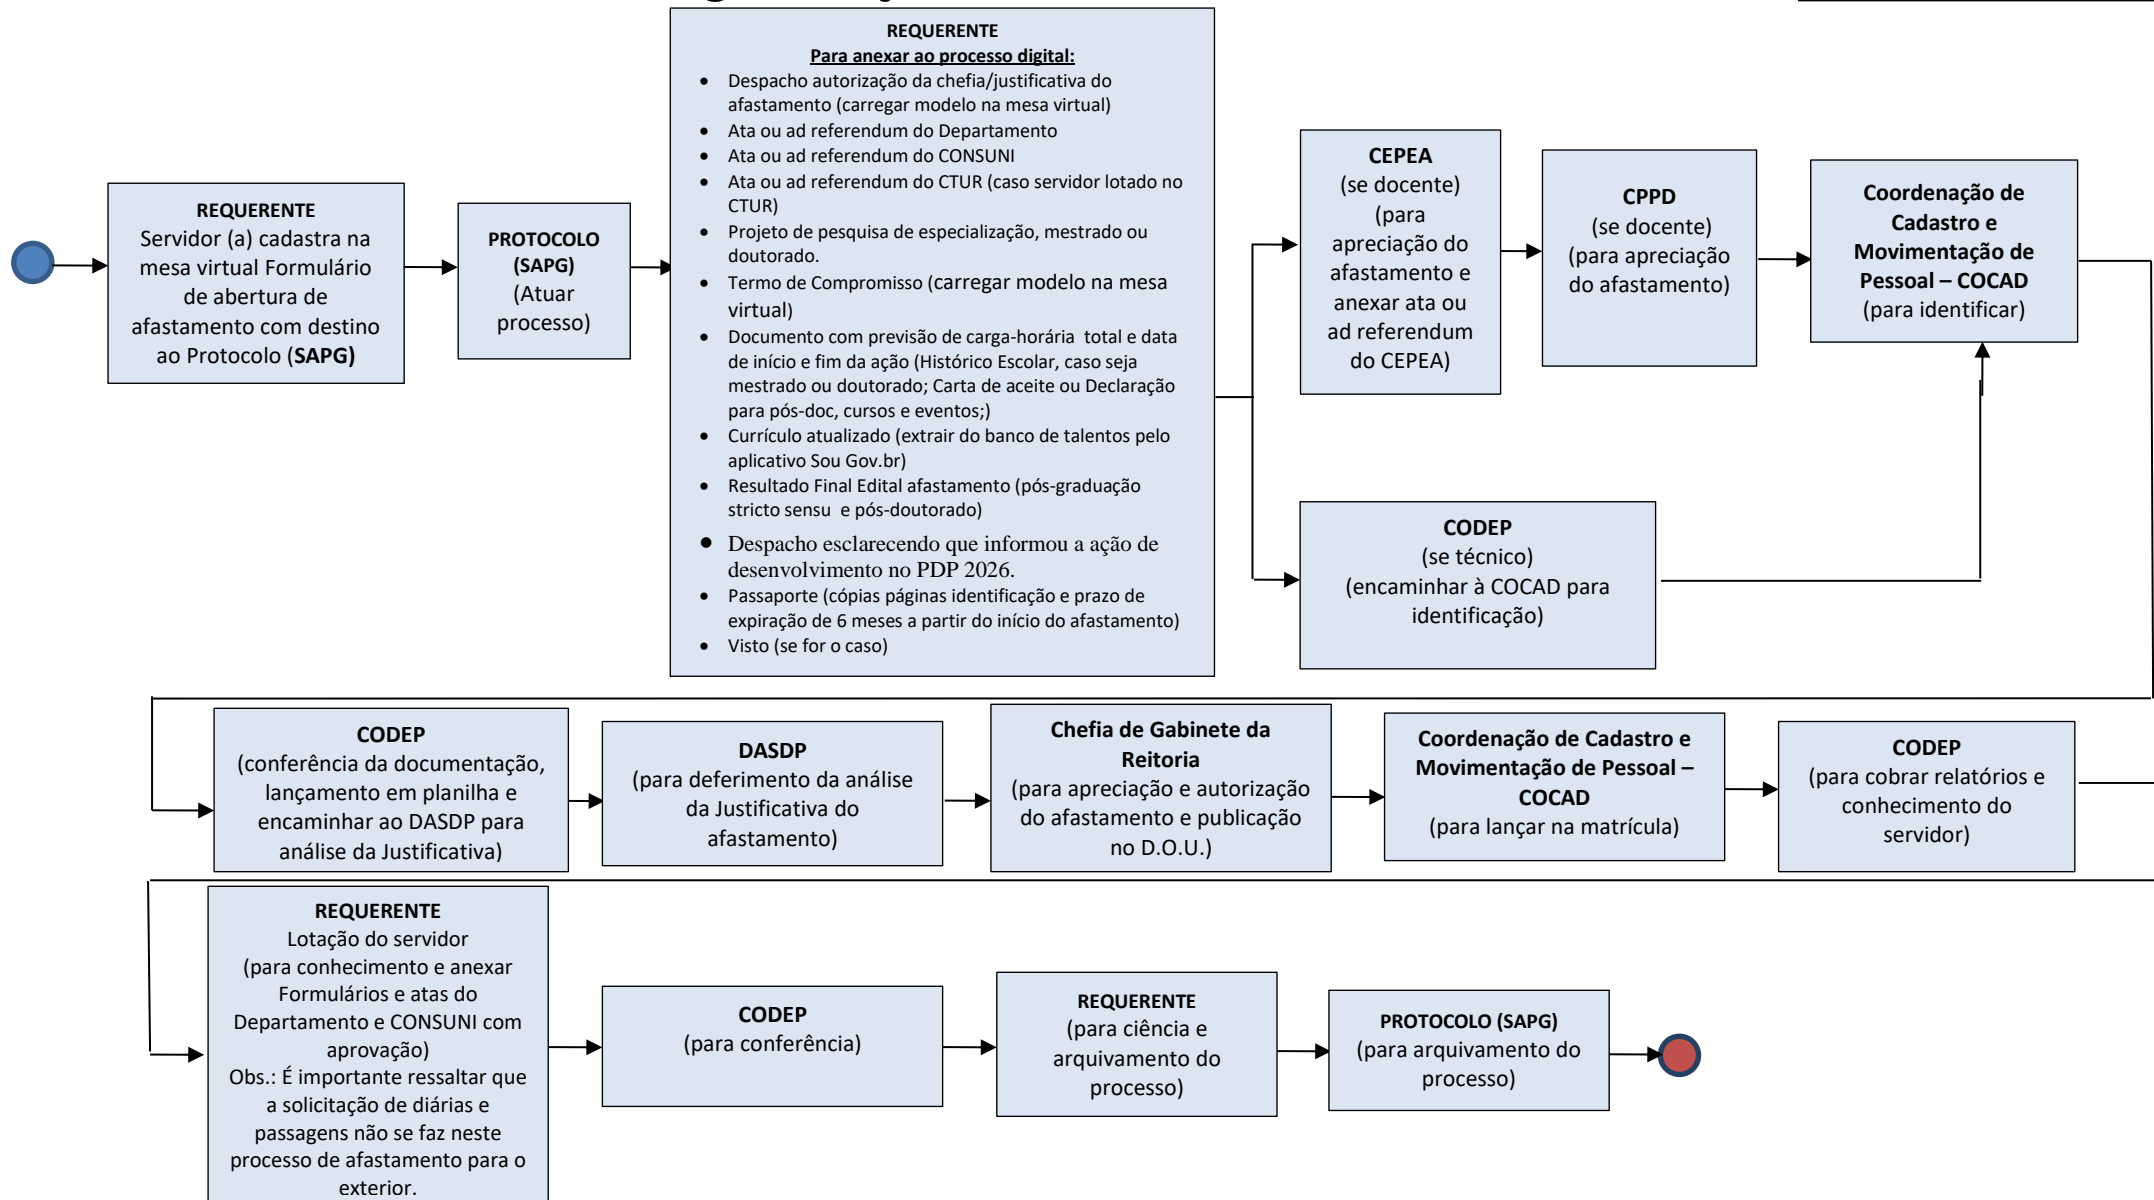 REQUERENTE
Servidor (a) cadastra na
mesa virtual Formulário
de abertura de
afastamento com destino
ao Protocolo (SAPG)
PROTOCOLO
(SAPG)
(Atuar
processo)
REQUERENTE
Para anexar ao processo digital:
• Despacho autorização da chefia/justificativa do
afastamento (carregar modelo na mesa virtual)
• Ata ou ad referendum do Departamento
• Ata ou ad referendum do CONSUNI
• Ata ou ad referendum do CTUR (caso servidor lotado no
CTUR)
• Projeto de pesquisa de especialização, mestrado ou
doutorado.
• Termo de Compromisso (carregar modelo na mesa
virtual)
• Documento com previsão de carga-horária  total e data
de início e fim da ação (Histórico Escolar, caso seja
mestrado ou doutorado; Carta de aceite ou Declaração
para pós-doc, cursos e eventos;)
• Currículo atualizado (extrair do banco de talentos pelo
aplicativo Sou Gov.br)
• Resultado Final Edital afastamento (pós-graduação
stricto sensu  e pós-doutorado)
• Despacho esclarecendo que informou a ação de
desenvolvimento no PDP 2026.
• Passaporte (cópias páginas identificação e prazo de
expiração de 6 meses a partir do início do afastamento)
• Visto (se for o caso)
CEPEA
(se docente)
(para
apreciação do
afastamento e
anexar ata ou
ad referendum
do CEPEA)
CPPD
(se docente)
(para apreciação
do afastamento)
Coordenação de
Cadastro e
Movimentação de
Pessoal – COCAD
(para identificar)
CODEP
(se técnico)
(encaminhar à COCAD para
identificação)
CODEP
(conferência da documentação,
lançamento em planilha e
encaminhar ao DASDP para
análise da Justificativa)
DASDP
(para deferimento da análise
da Justificativa do
afastamento)
Chefia de Gabinete da
Reitoria
(para apreciação e autorização
do afastamento e publicação
no D.O.U.)
Coordenação de Cadastro e
Movimentação de Pessoal –
COCAD
(para lançar na matrícula)
CODEP
(para cobrar relatórios e
conhecimento do
servidor)
REQUERENTE
Lotação do servidor
(para conhecimento e anexar
Formulários e atas do
Departamento e CONSUNI com
aprovação)
Obs.: É importante ressaltar que
a solicitação de diárias e
passagens não se faz neste
processo de afastamento para o
exterior.
CODEP
(para conferência)
REQUERENTE
(para ciência e
arquivamento do
processo)
PROTOCOLO (SAPG)
(para arquivamento do
processo)